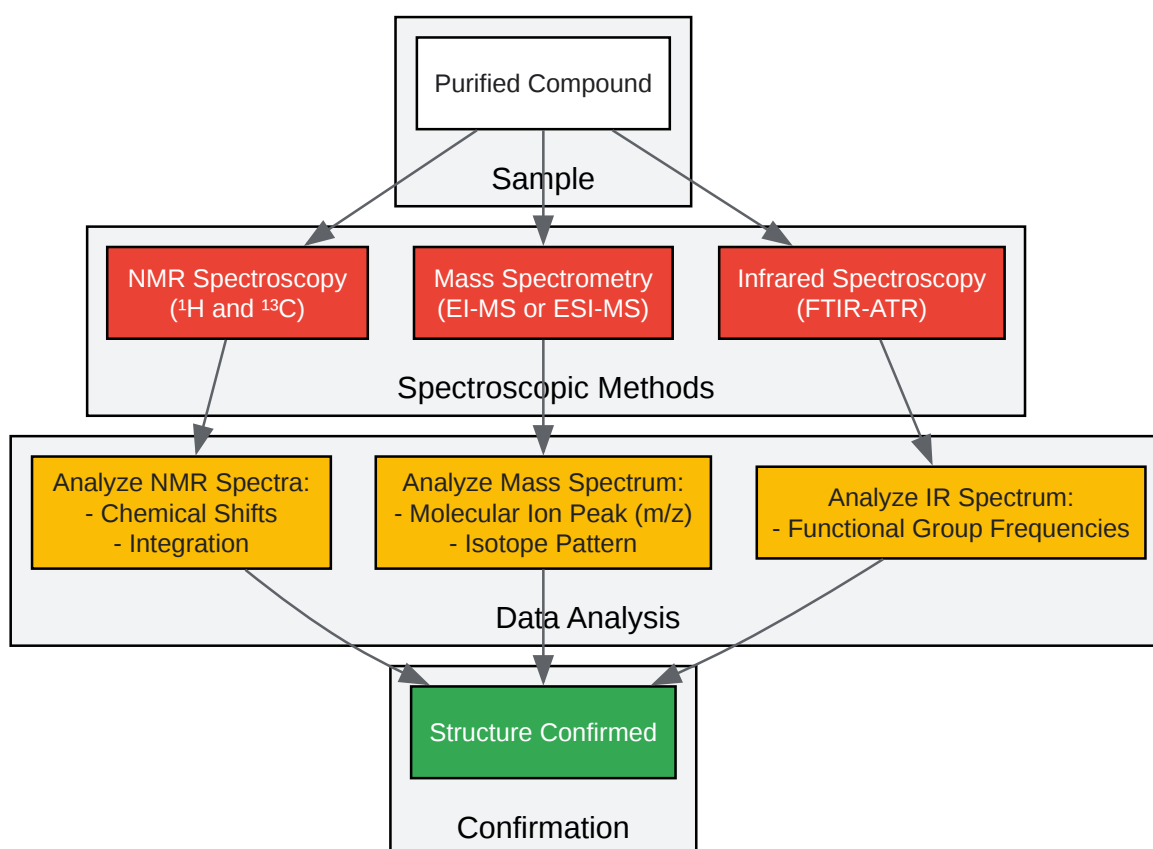 Purified Compound
Sample
NMR Spectroscopy
(¹H and ¹³C)
Mass Spectrometry
(EI-MS or ESI-MS)
Infrared Spectroscopy
(FTIR-ATR)
Spectroscopic Methods
Analyze NMR Spectra:
- Chemical Shifts
- Integration
Analyze Mass Spectrum:
- Molecular Ion Peak (m/z)
- Isotope Pattern
Analyze IR Spectrum:
- Functional Group Frequencies
Data Analysis
Structure Confirmed
Confirmation